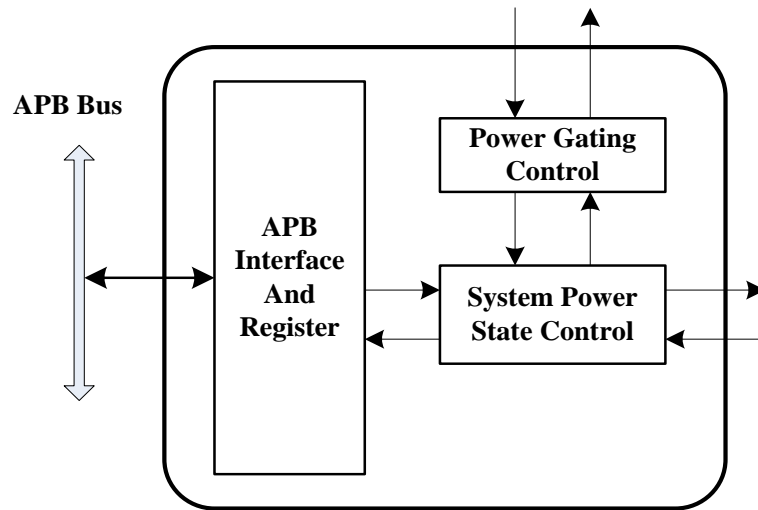 APB Bus
APB
Interface
And
Register
Power Gating
Control
System Power
State Control